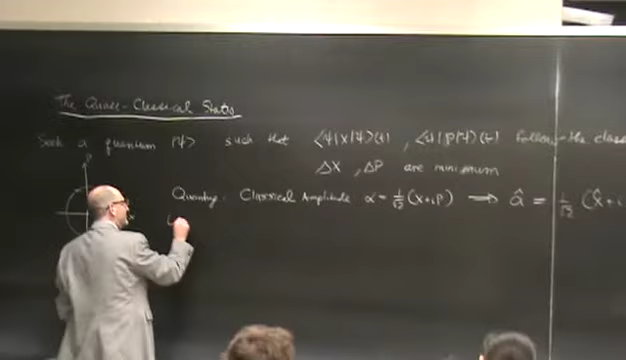 The Quasi-Classical States
Seek a quantum |ψ⟩ such that ⟨ψ|X|ψ⟩(t), ⟨ψ|P|ψ⟩(t) follow the clas
ΔX, ΔP are minimum
P
Quantize: Classical Amplitude α = 1/√2 (X+iP) ⟹ â = 1/√2 (X̂+i